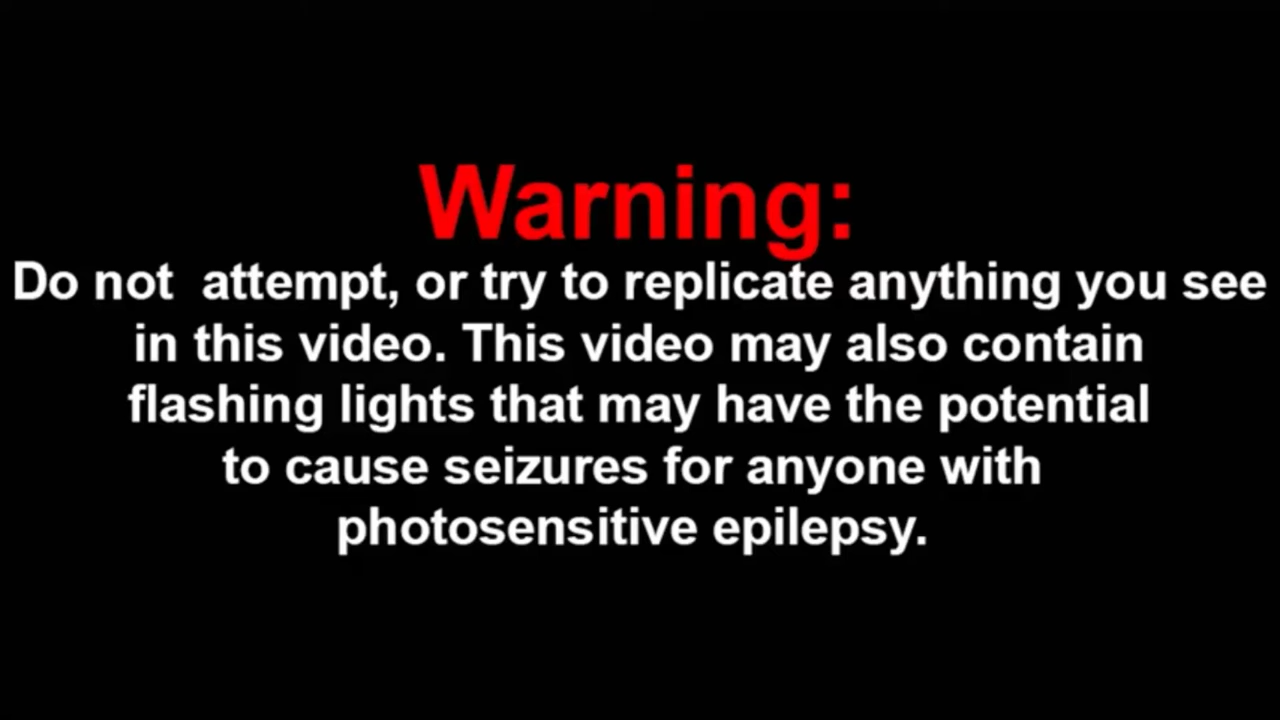 Warning:
Do not  attempt, or try to replicate anything you see
in this video. This video may also contain
flashing lights that may have the potential
to cause seizures for anyone with
photosensitive epilepsy.